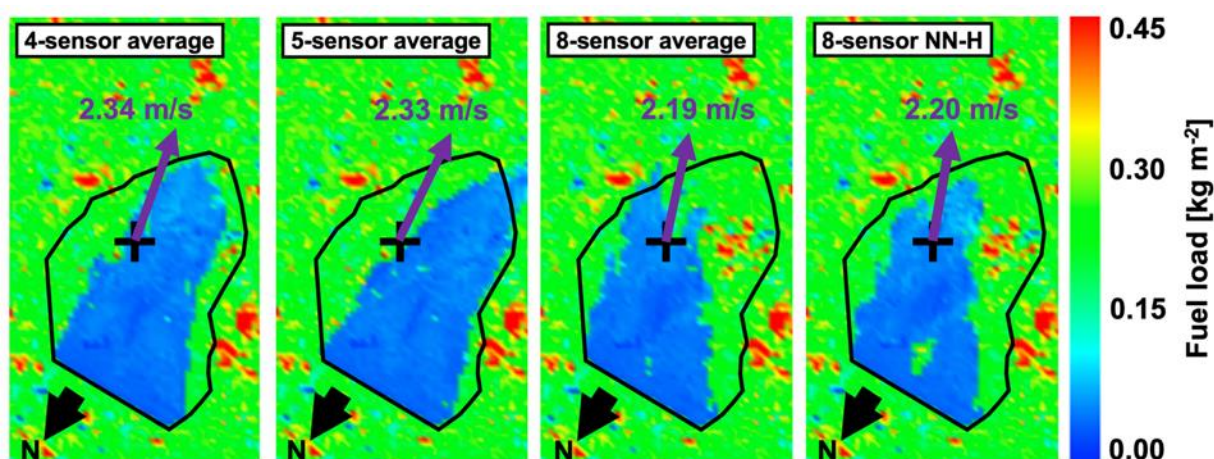 4-sensor average
5-sensor average
8-sensor average
8-sensor NN-H
2.34 m/s
2.33 m/s
2.19 m/s
2.20 m/s
N
N
N
N
0.45
0.30
0.15
0.00
Fuel load [kg m⁻²]